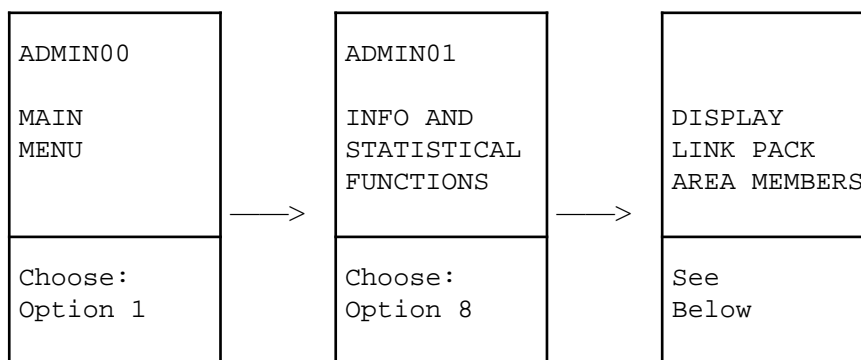 ADMIN00
MAIN
MENU
Choose:
Option 1
ADMIN01
INFO AND
STATISTICAL
FUNCTIONS
Choose:
Option 8
DISPLAY
LINK PACK
AREA MEMBERS
See
Below